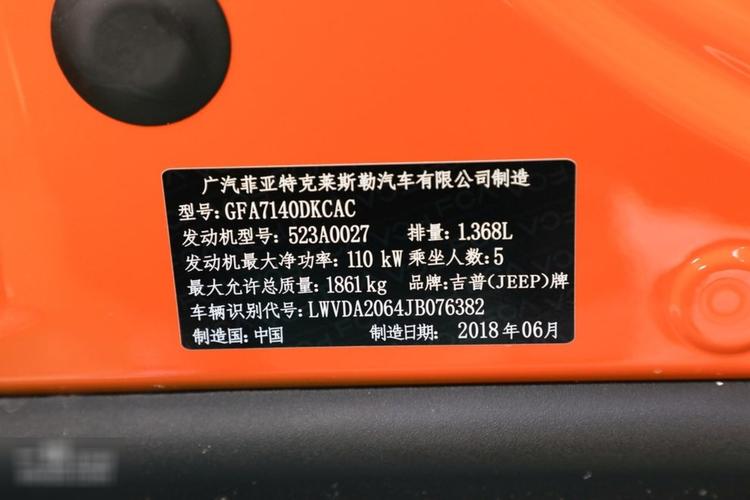 广汽菲亚特克莱斯勒汽车有限公司制造
型号:GFA7140DKCAC
发动机型号:523A0027 排量:1.368L
发动机最大净功率:110 kW 乘坐人数:5
最大允许总质量:1861kg 品牌:吉普(JEEP)牌
车辆识别代号:LWVDA2064JB076382
制造国:中国 制造日期: 2018年06月